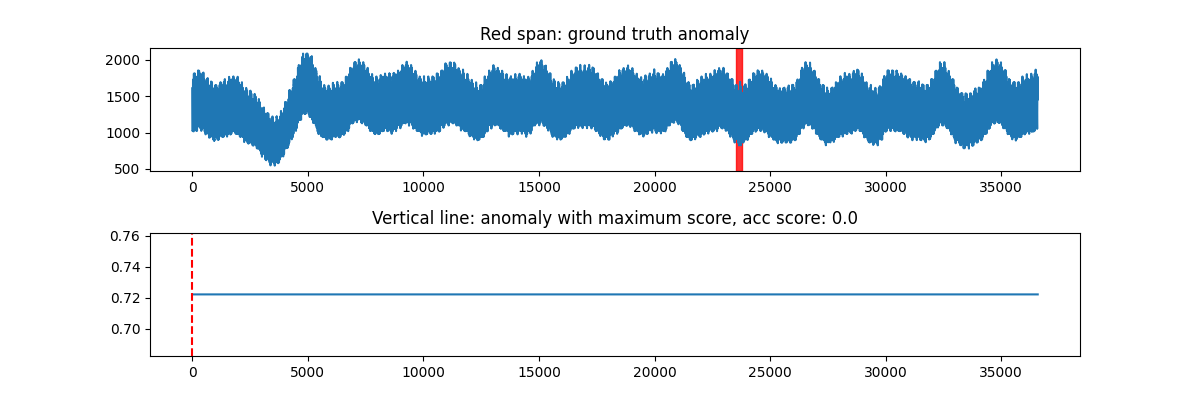 Red span: ground truth anomaly
2000
1500
1000
500
0 5000 10000 15000 20000 25000 30000 35000
Vertical line: anomaly with maximum score, acc score: 0.0
0.76
0.74
0.72
0.70
0 5000 10000 15000 20000 25000 30000 35000